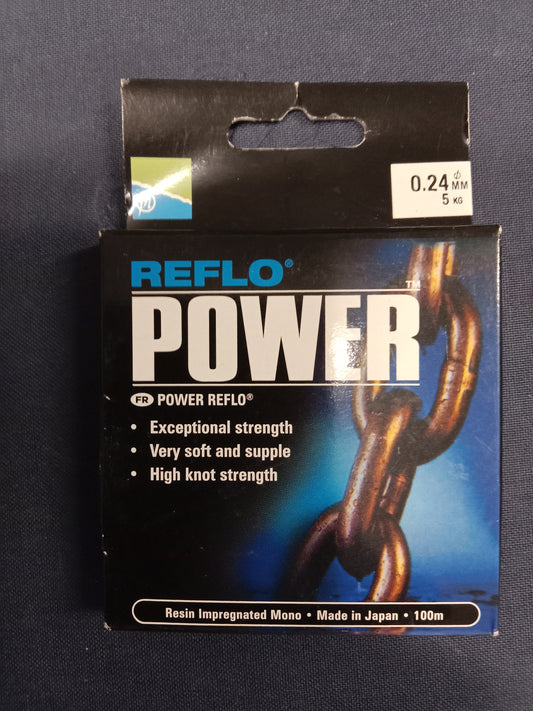 0.24 ⌀ MM
5 KG
REFLO®
POWER™
FR POWER REFLO®
• Exceptional strength
• Very soft and supple
• High knot strength
Resin Impregnated Mono • Made in Japan • 100m